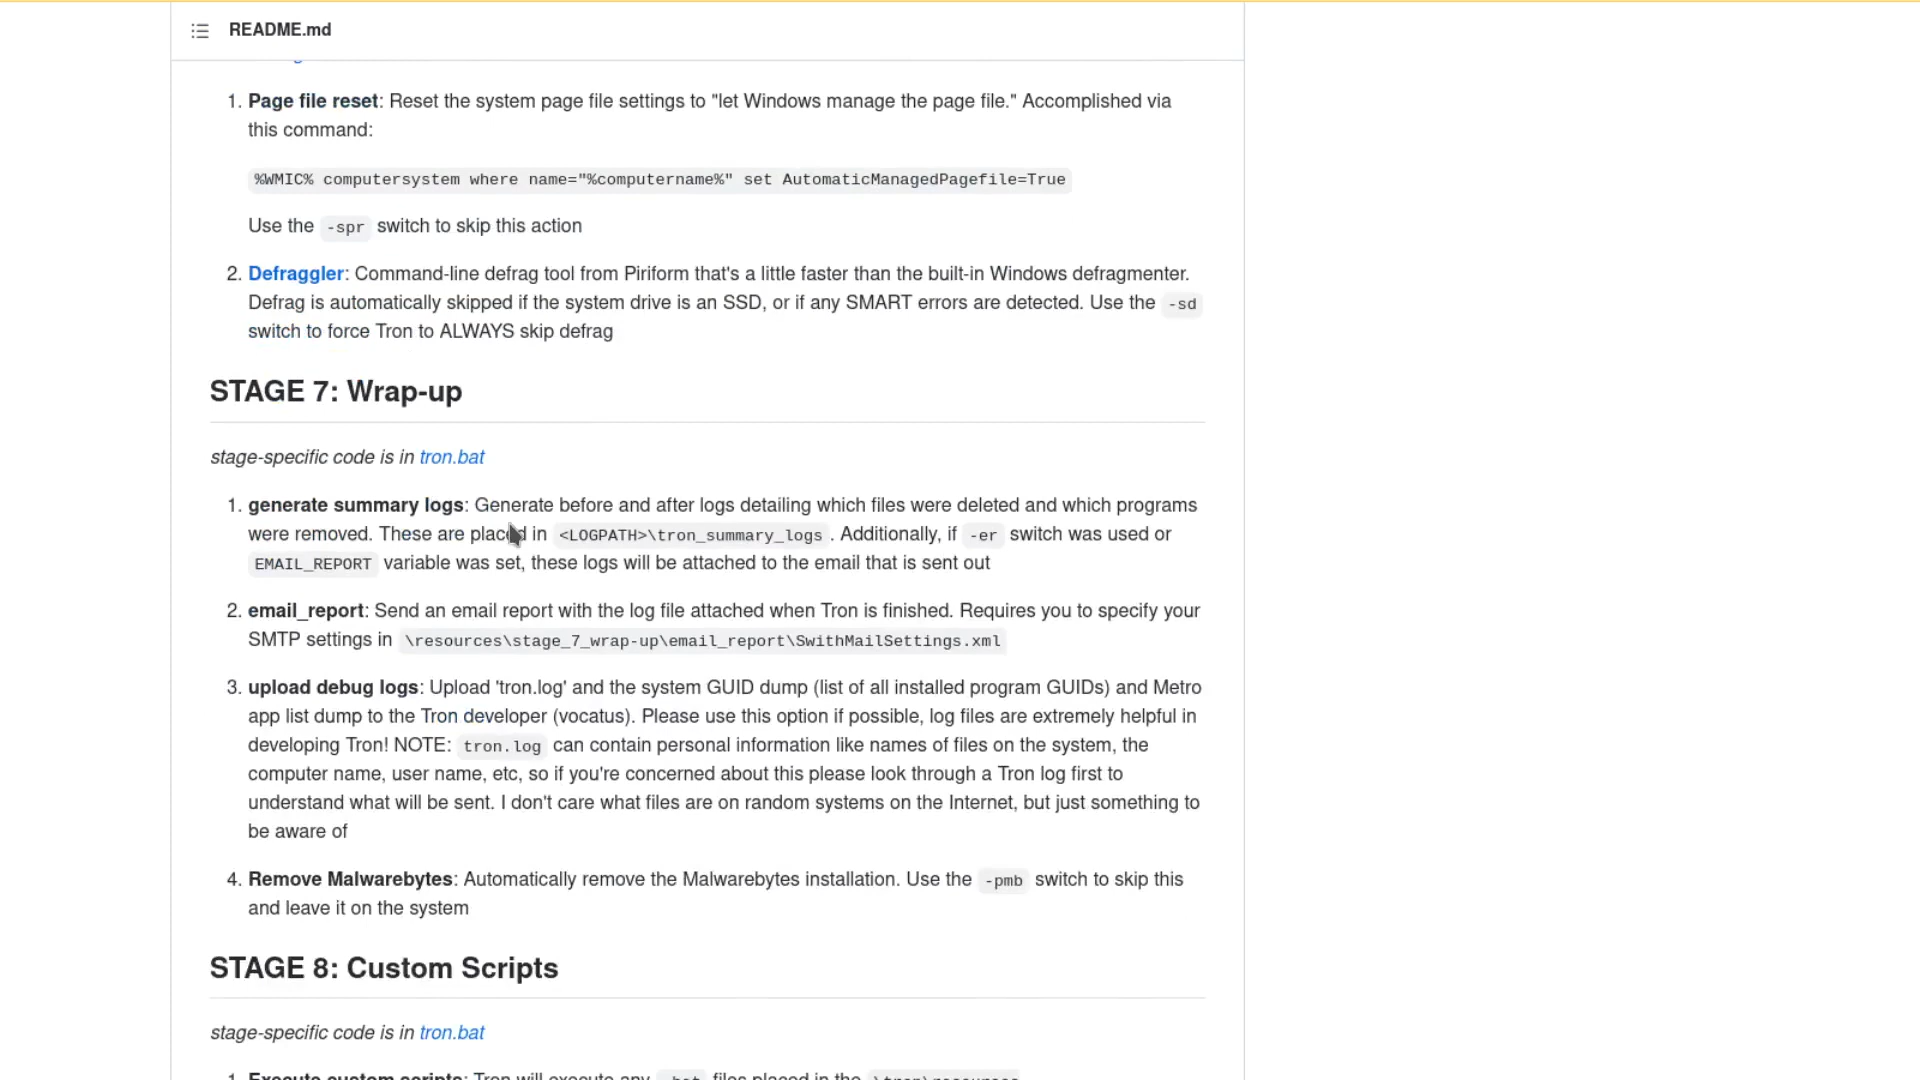 README.md
1. Page file reset: Reset the system page file settings to "let Windows manage the page file." Accomplished via
this command:
%WMIC% computersystem where name="%computername%" set AutomaticManagedPagefile=True
Use the -spr switch to skip this action
2. Defraggler: Command-line defrag tool from Piriform that's a little faster than the built-in Windows defragmenter.
Defrag is automatically skipped if the system drive is an SSD, or if any SMART errors are detected. Use the -sd
switch to force Tron to ALWAYS skip defrag
STAGE 7: Wrap-up
stage-specific code is in tron.bat
1. generate summary logs: Generate before and after logs detailing which files were deleted and which programs
were removed. These are placed in <LOGPATH>\tron_summary_logs . Additionally, if -er switch was used or
EMAIL_REPORT variable was set, these logs will be attached to the email that is sent out
2. email_report: Send an email report with the log file attached when Tron is finished. Requires you to specify your
SMTP settings in \resources\stage_7_wrap-up\email_report\SwithMailSettings.xml
3. upload debug logs: Upload 'tron.log' and the system GUID dump (list of all installed program GUIDs) and Metro
app list dump to the Tron developer (vocatus). Please use this option if possible, log files are extremely helpful in
developing Tron! NOTE: tron.log can contain personal information like names of files on the system, the
computer name, user name, etc, so if you're concerned about this please look through a Tron log first to
understand what will be sent. I don't care what files are on random systems on the Internet, but just something to
be aware of
4. Remove Malwarebytes: Automatically remove the Malwarebytes installation. Use the -pmb switch to skip this
and leave it on the system
STAGE 8: Custom Scripts
stage-specific code is in tron.bat
1. Execute custom scripts: Tron will execute any .bat files placed in the \tron\resources